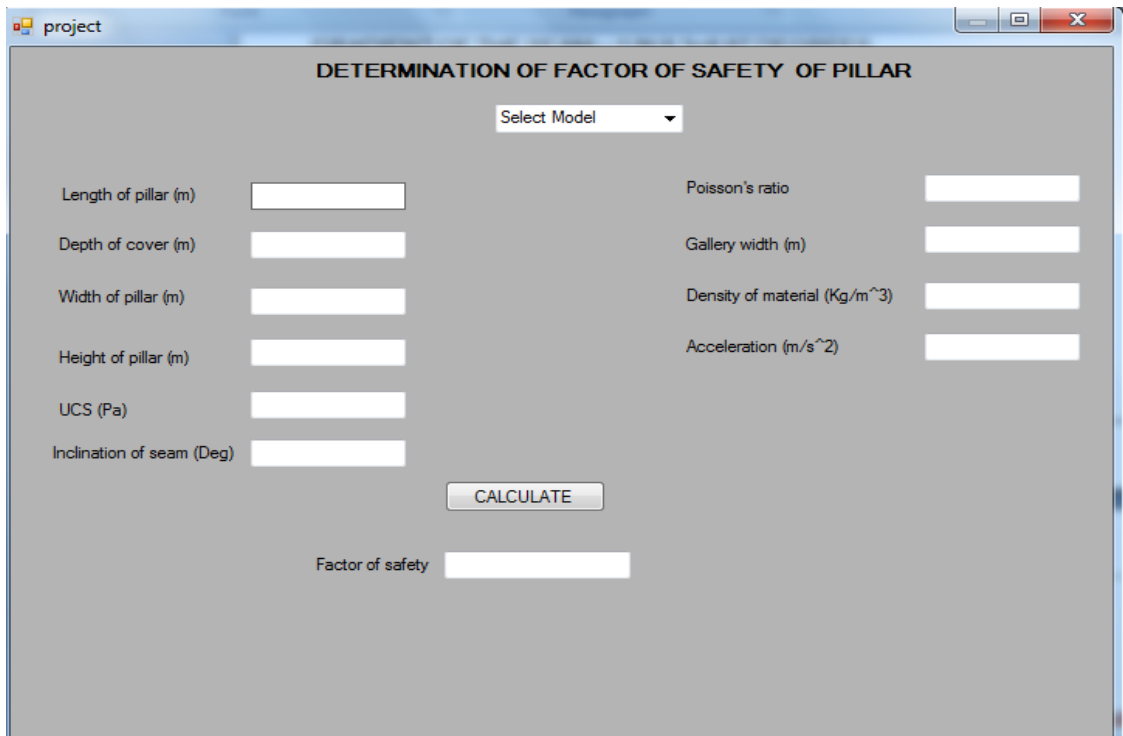 project
DETERMINATION OF FACTOR OF SAFETY OF PILLAR
Select Model
Length of pillar (m)
Depth of cover (m)
Width of pillar (m)
Height of pillar (m)
UCS (Pa)
Inclination of seam (Deg)
Poisson's ratio
Gallery width (m)
Density of material (Kg/m^3)
Acceleration (m/s^2)
CALCULATE
Factor of safety